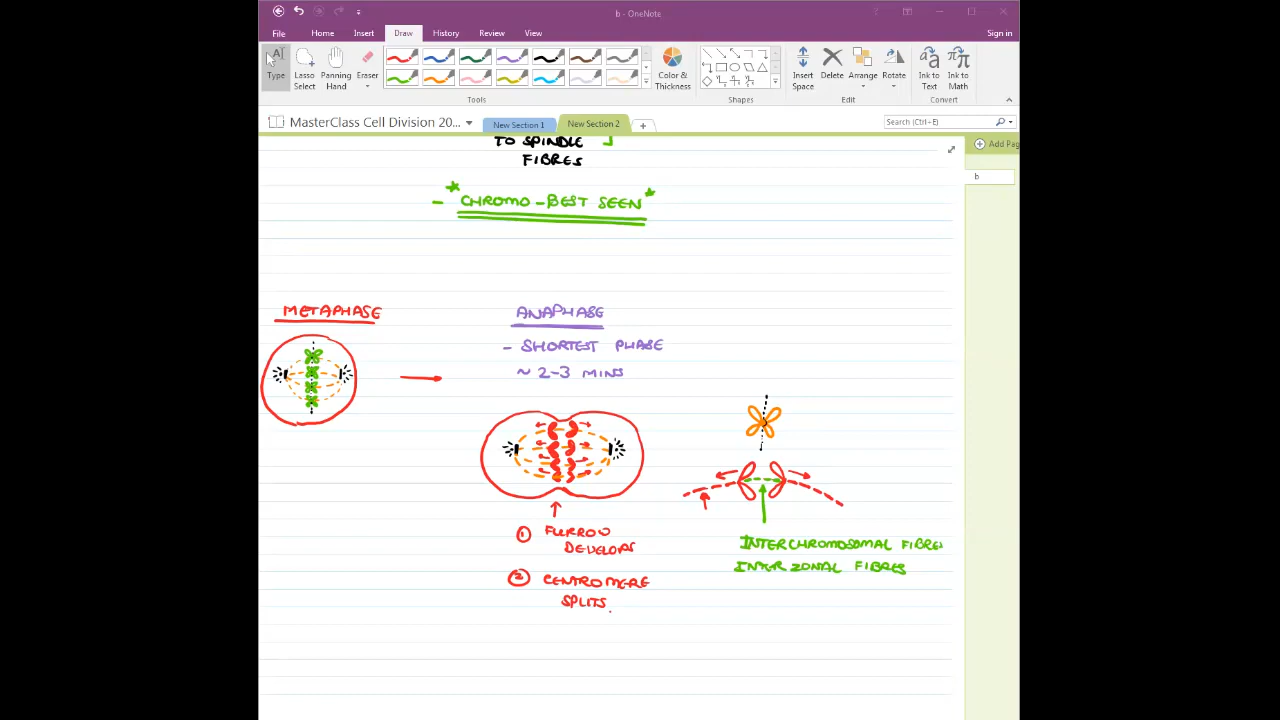 b - OneNote
File Home Insert Draw History Review View Sign in
Type
Lasso Select
Panning Hand
Eraser
Color & Thickness
Insert Space
Delete
Arrange
Rotate
Ink to Text
Ink to Math
Tools
Shapes
Edit
Convert
MasterClass Cell Division 20...
New Section 1
New Section 2
Search (Ctrl+E)
Add Pag
b
TO SPINDLE
FIBRES
- * CHROMO - BEST SEEN *
METAPHASE
ANAPHASE
- SHORTEST PHASE
~ 2-3 MINS
① FURROW
DEVELOPS
② CENTROMERE
SPLITS
INTERCHROMOSOMAL FIBRES
INTERZONAL FIBRES